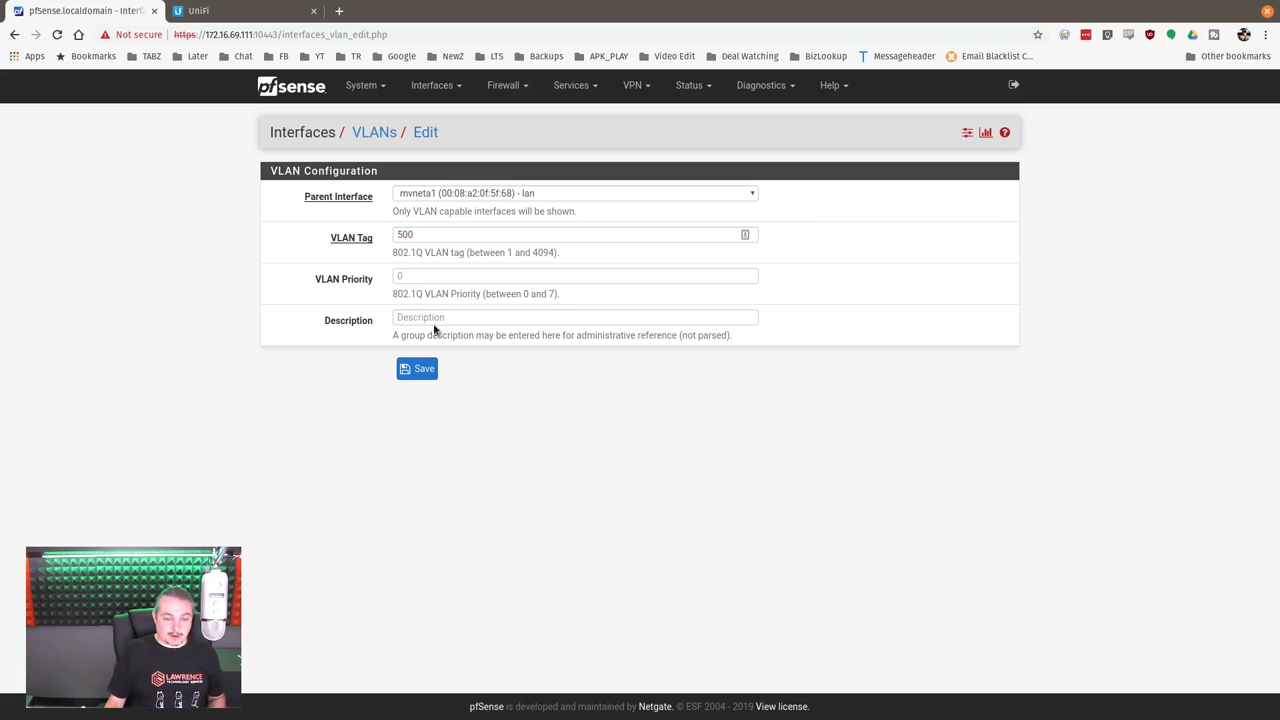 pfsense.localdomain - Interf
UniFi
Not secure
https://172.16.69.111:10443/interfaces_vlan_edit.php
Apps
Bookmarks
TABZ
Later
Chat
FB
YT
TR
Google
NewZ
LTS
Backups
APK_PLAY
Video Edit
Deal Watching
BizLookup
Messageheader
Email Blacklist C...
Other bookmarks
pfsense
System
Interfaces
Firewall
Services
VPN
Status
Diagnostics
Help
Interfaces / VLANs / Edit
VLAN Configuration
Parent Interface
mvneta1 (00:08:a2:0f:5f:68) - lan
Only VLAN capable interfaces will be shown.
VLAN Tag
500
802.1Q VLAN tag (between 1 and 4094).
VLAN Priority
0
802.1Q VLAN Priority (between 0 and 7).
Description
Description
A group description may be entered here for administrative reference (not parsed).
Save
LAWRENCE
TECHNOLOGY SERVICES
pfSense is developed and maintained by Netgate. © ESF 2004 - 2019 View license.